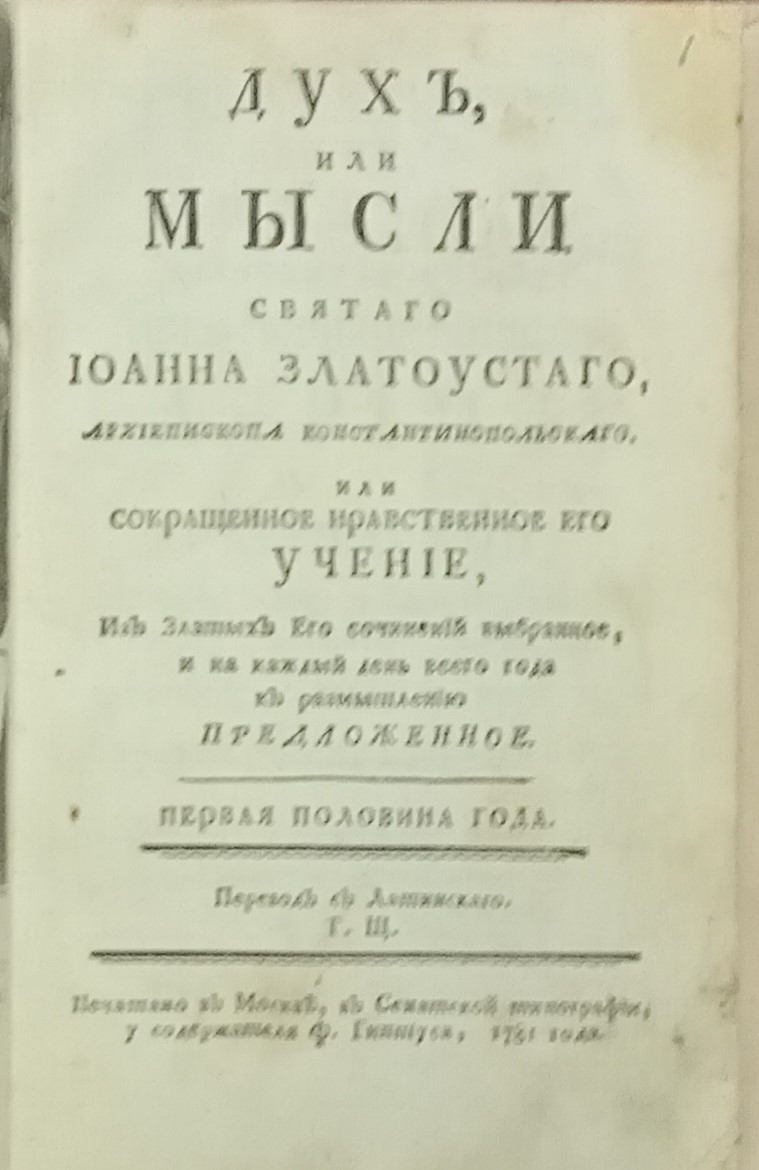 ДУХЪ,
ИЛИ
МЫСЛИ
СВЯТАГО
ІОАННА ЗЛАТОУСТАГО,
АРХІЕПИСКОПА КОНСТАНТИНОПОЛЬСКАГО,
ИЛИ
СОКРАЩЕННОЕ НРАВСТВЕННОЕ ЕГО
УЧЕНІЕ,
Изъ Златыхъ Его сочиненій выбранное,
и на каждый день всего года
къ размышленію
ПРЕДЛОЖЕННОЕ.
ПЕРВАЯ ПОЛОВИНА ГОДА.
Переводъ съ Латинскаго.
Г. Щ.
Печатано въ Москвѣ, въ Сенатской типографіи,
у содержателя Ф. Гиппіуса, года